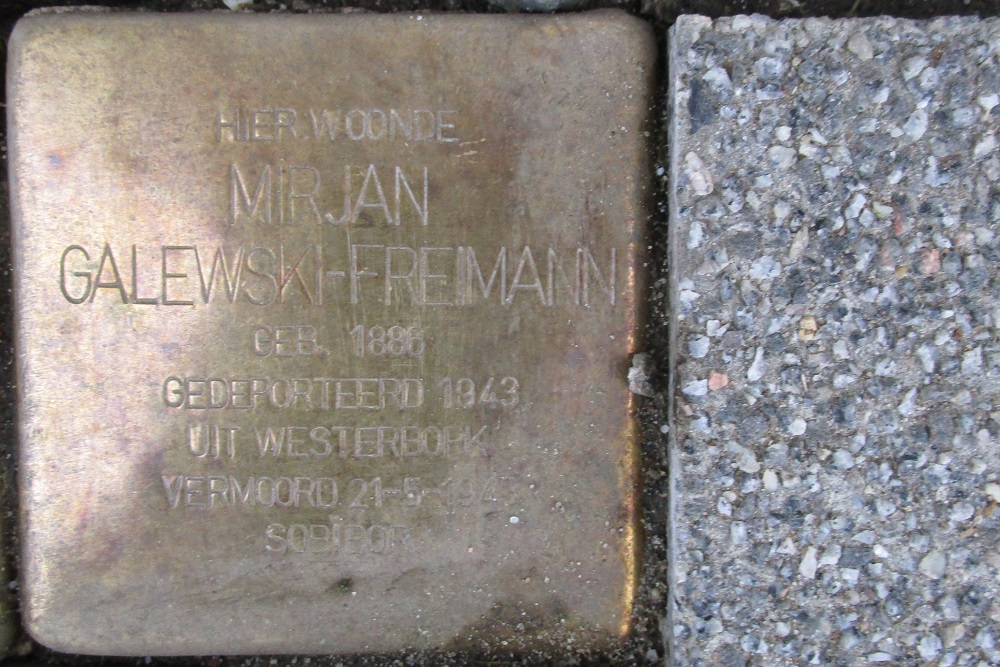 HIER WOONDE
MIRJAN
GALEWSKI-FREIMANN
GEB. 1886
GEDEPORTEERD 1943
UIT WESTERBORK
VERMOORD 21-5-1943
SOBIBOR